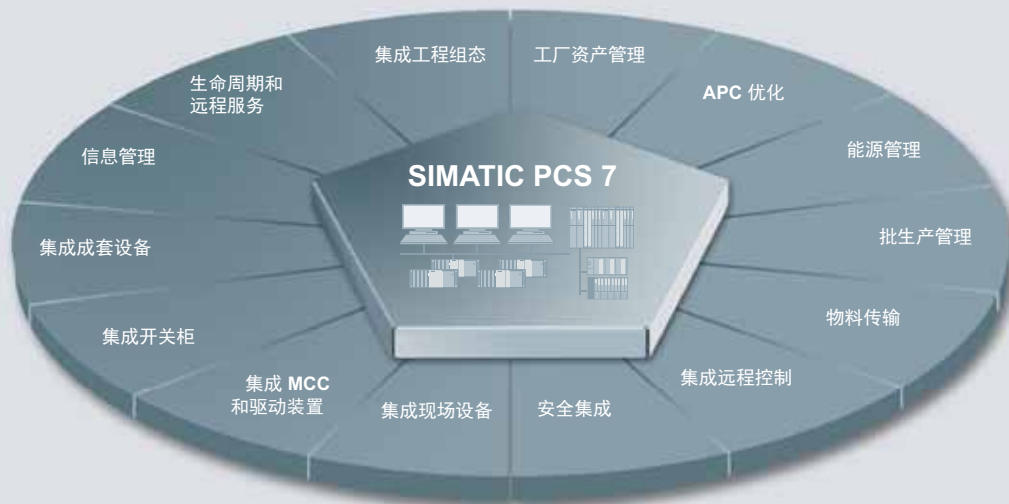 集成工程组态
工厂资产管理
生命周期和
远程服务
APC 优化
信息管理
能源管理
SIMATIC PCS 7
集成成套设备
批生产管理
集成开关柜
物料传输
集成 MCC
和驱动装置
集成远程控制
集成现场设备
安全集成